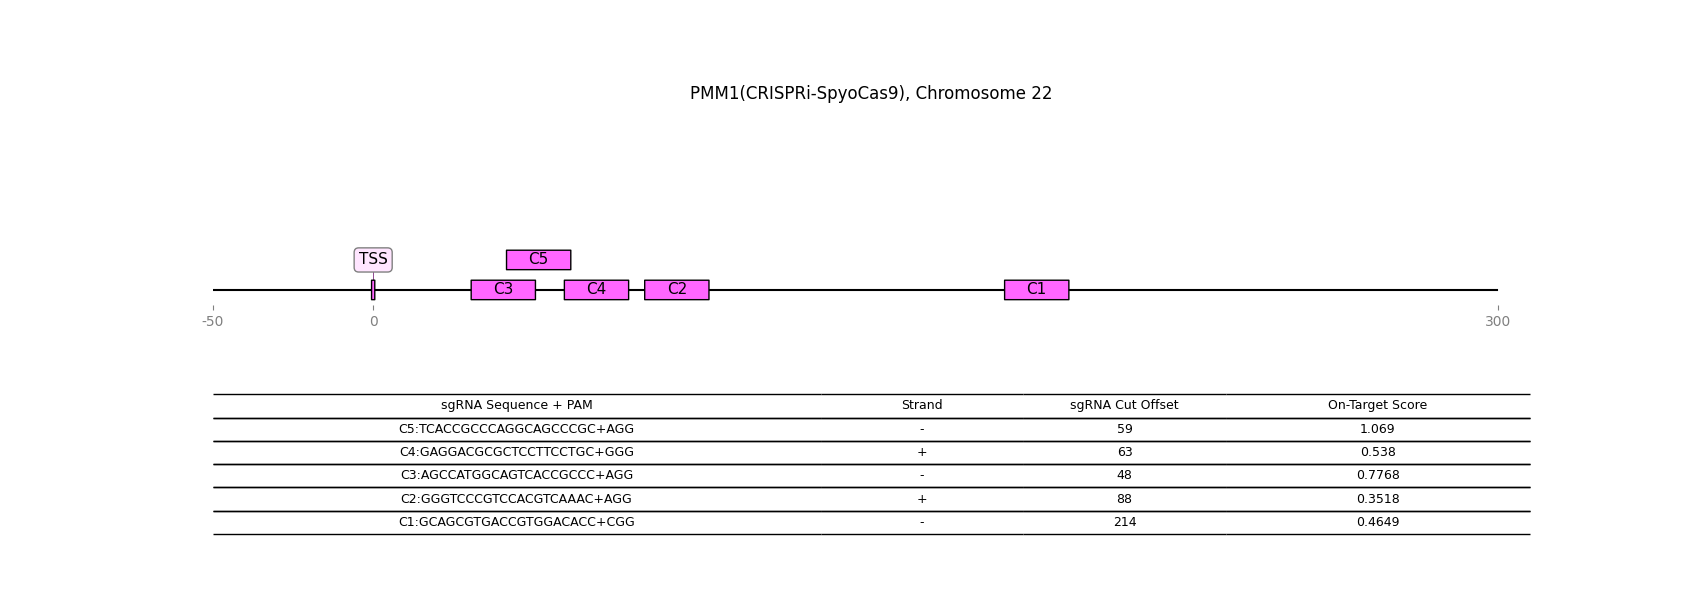 PMM1(CRISPRi-SpyoCas9), Chromosome 22
TSS C5
C3 C4 C2 C1
-50 0 300
sgRNA Sequence + PAM Strand sgRNA Cut Offset On-Target Score
C5:TCACCGCCCAGGCAGCCCGC+AGG - 59 1.069
C4:GAGGACGCGCTCCTTCCTGC+GGG + 63 0.538
C3:AGCCATGGCAGTCACCGCCC+AGG - 48 0.7768
C2:GGGTCCCGTCCACGTCAAAC+AGG + 88 0.3518
C1:GCAGCGTGACCGTGGACACC+CGG - 214 0.4649